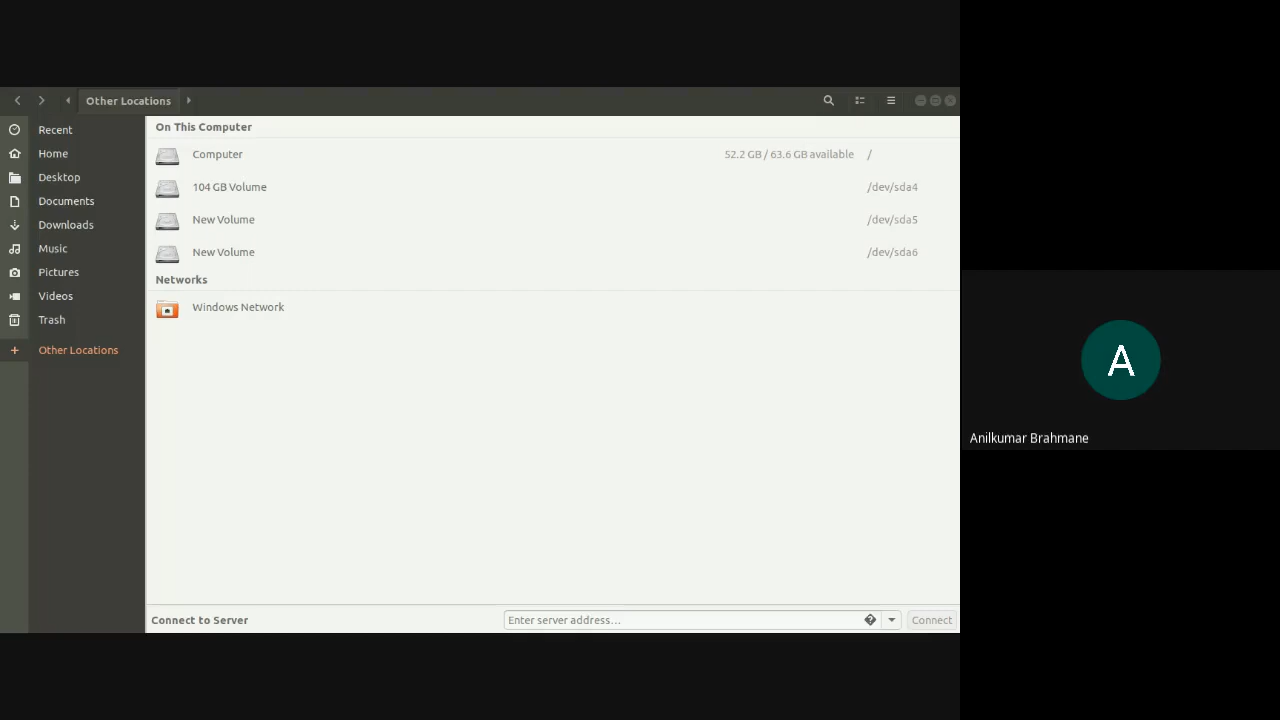 Other Locations
Recent
Home
Desktop
Documents
Downloads
Music
Pictures
Videos
Trash
Other Locations
On This Computer
Computer 52.2 GB / 63.6 GB available /
104 GB Volume /dev/sda4
New Volume /dev/sda5
New Volume /dev/sda6
Networks
Windows Network
Connect to Server Enter server address... Connect
A
Anilkumar Brahmane